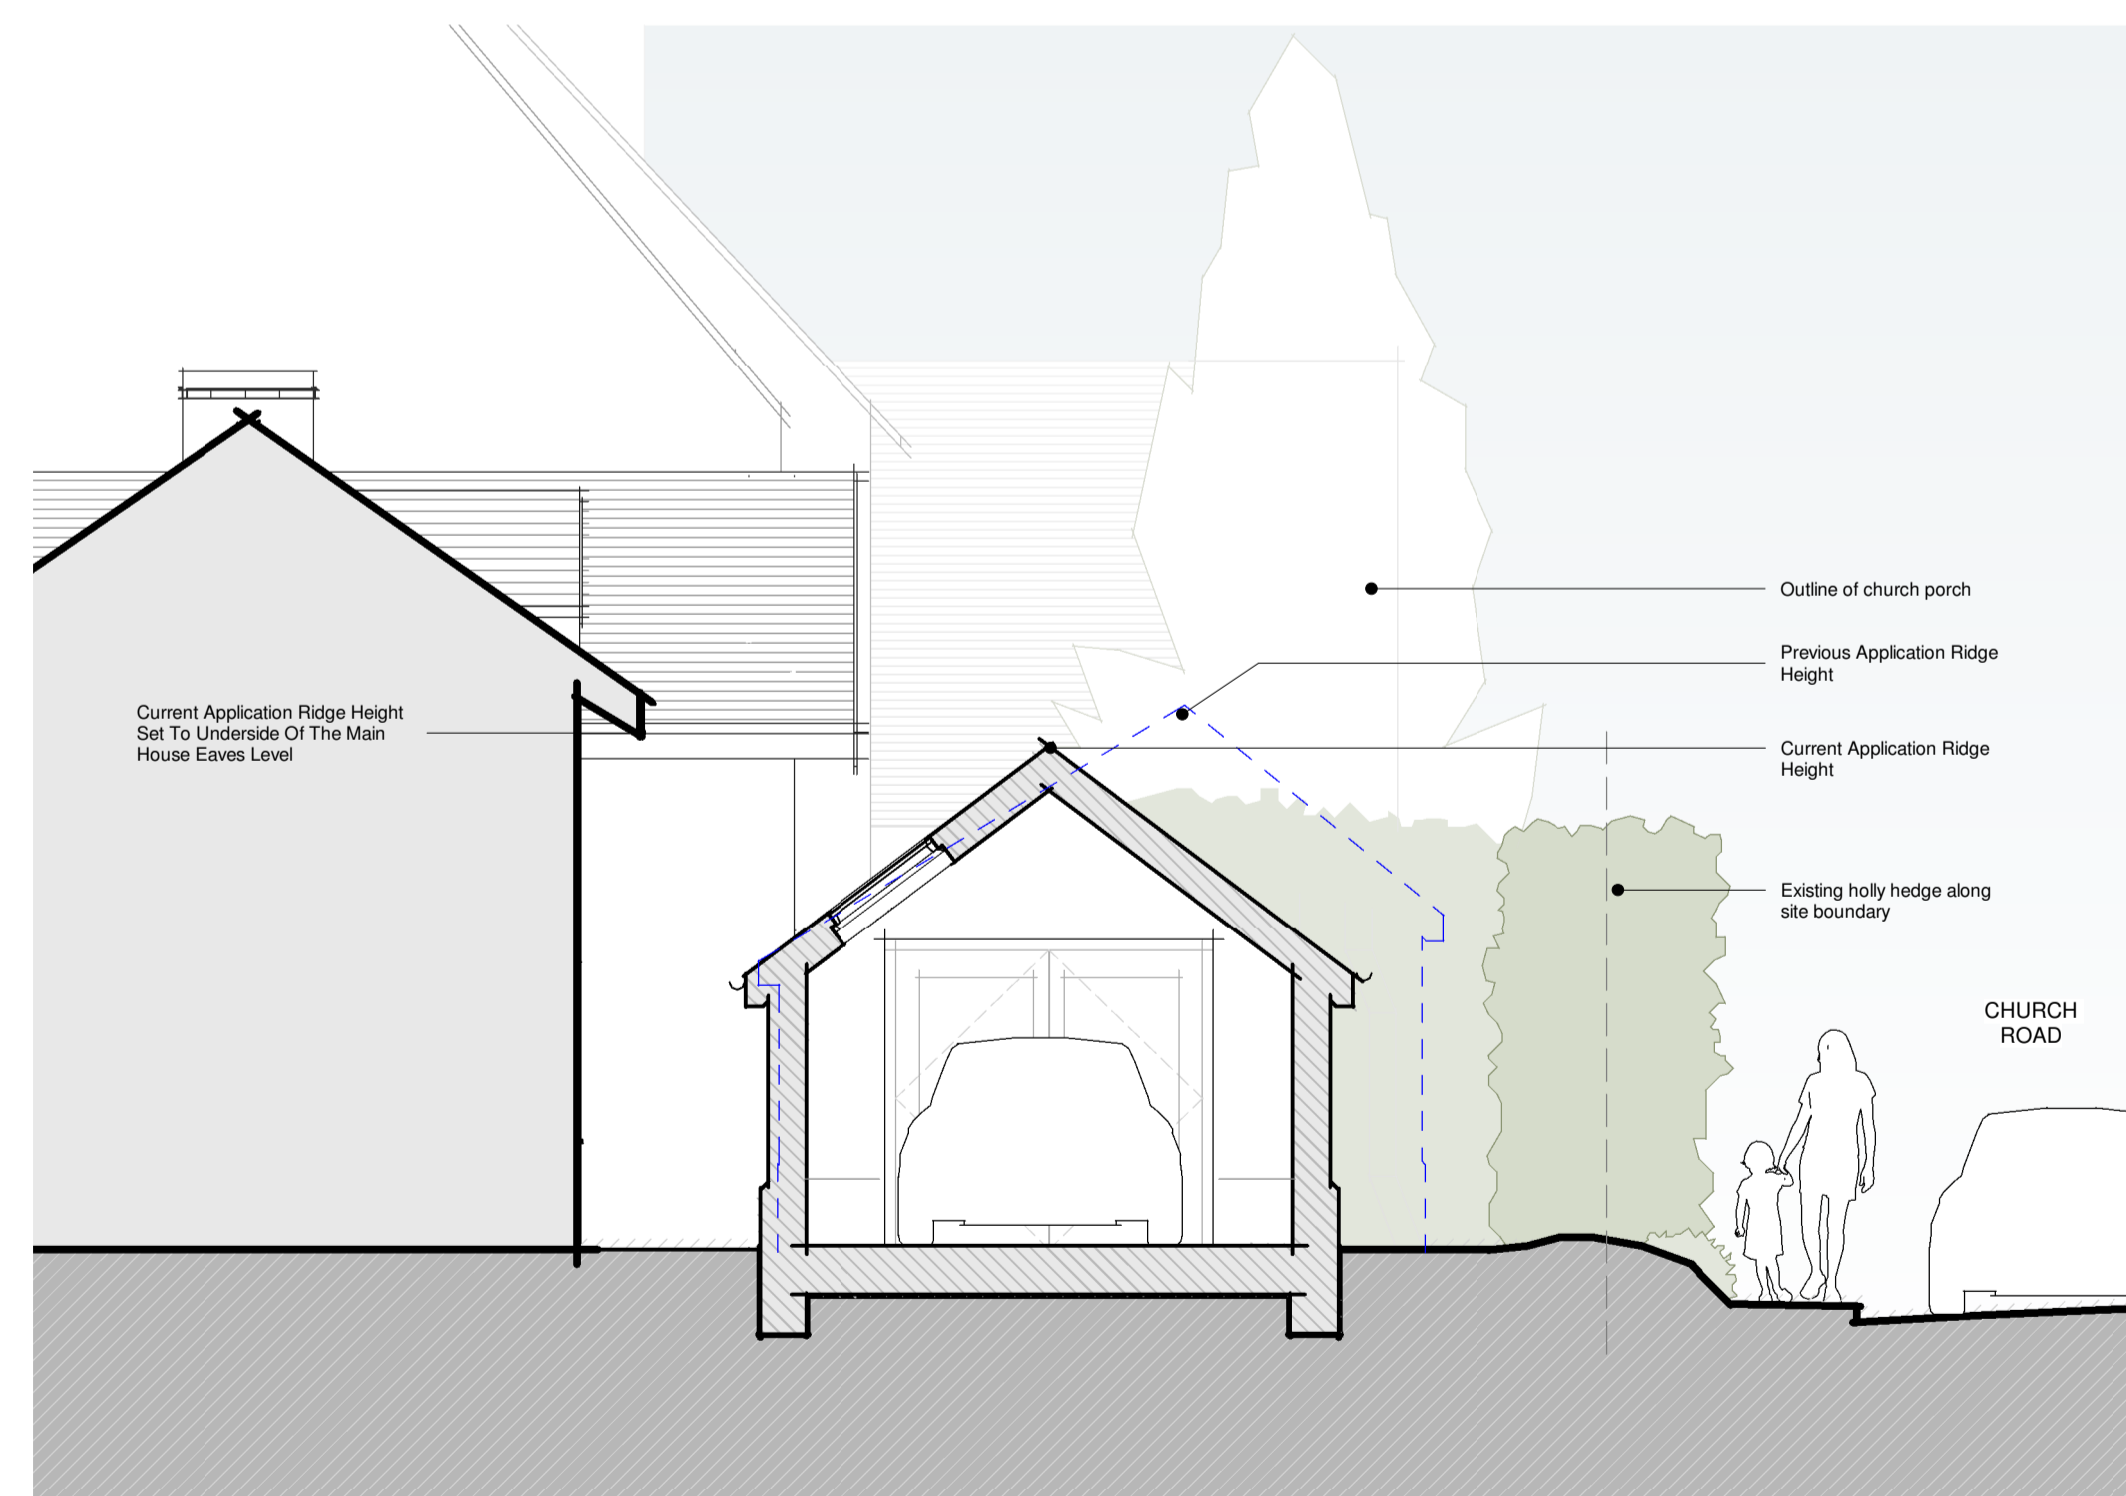 Outline of church porch
Previous Application Ridge
Height
Current Application Ridge Height
Set To Underside Of The Main
House Eaves Level
Current Application Ridge
Height
Existing holly hedge along
site boundary
CHURCH
ROAD